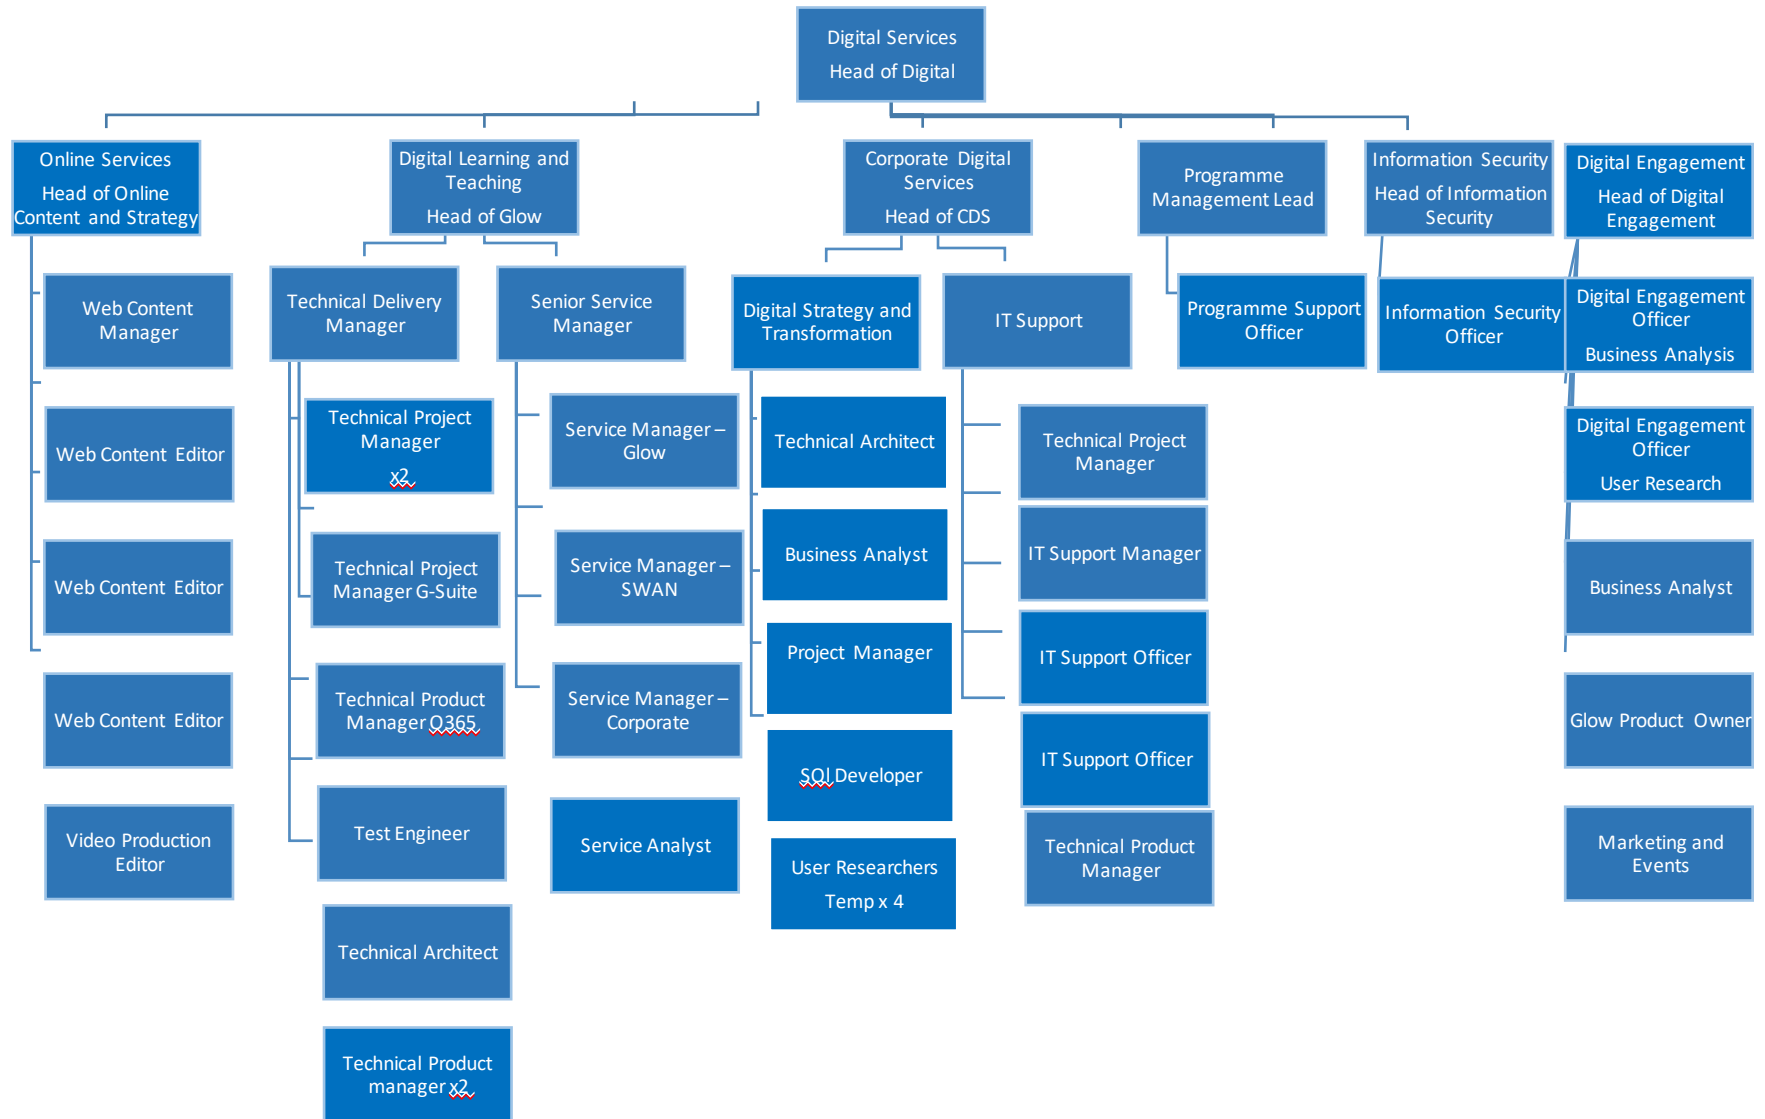 Digital Services
Head of Digital
Online Services
Head of Online
Content and Strategy
Digital Learning and
Teaching
Head of Glow
Corporate Digital
Services
Head of CDS
Programme
Management Lead
Information Security
Head of Information
Security
Digital Engagement
Head of Digital
Engagement
Web Content
Manager
Web Content Editor
Web Content Editor
Web Content Editor
Video Production
Editor
Technical Delivery
Manager
Technical Project
Manager
x2
Technical Project
Manager G-Suite
Technical Product
Manager O365
Test Engineer
Technical Architect
Technical Product
manager x2
Senior Service
Manager
Service Manager –
Glow
Service Manager –
SWAN
Service Manager –
Corporate
Service Analyst
Digital Strategy and
Transformation
Technical Architect
Business Analyst
Project Manager
SQl Developer
User Researchers
Temp x 4
IT Support
Technical Project
Manager
IT Support Manager
IT Support Officer
IT Support Officer
Technical Product
Manager
Programme Support
Officer
Information Security
Officer
Digital Engagement
Officer
Business Analysis
Digital Engagement
Officer
User Research
Business Analyst
Glow Product Owner
Marketing and
Events